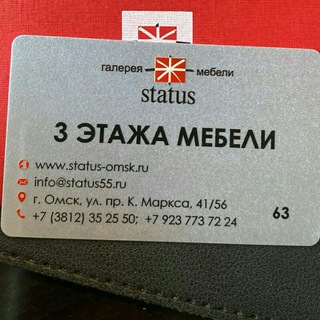 галерея мебели
status
3 ЭТАЖА МЕБЕЛИ
www.status-omsk.ru
info@status55.ru
г. Омск, ул. пр. К. Маркса, 41/56
+7 (3812) 35 25 50; +7 923 773 72 24
63